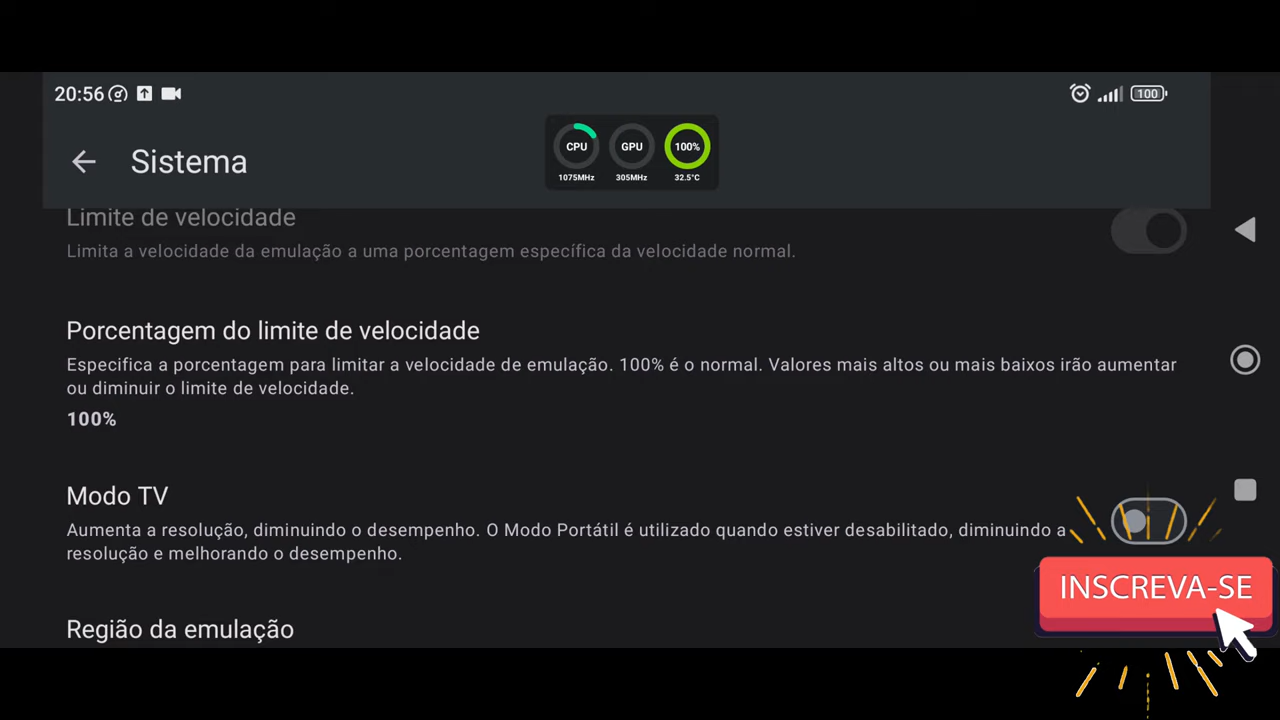 20:56
100
CPU GPU 100%
1075MHz 305MHz 32.5°C
Sistema
Limite de velocidade
Limita a velocidade da emulação a uma porcentagem específica da velocidade normal.
Porcentagem do limite de velocidade
Especifica a porcentagem para limitar a velocidade de emulação. 100% é o normal. Valores mais altos ou mais baixos irão aumentar
ou diminuir o limite de velocidade.
100%
Modo TV
Aumenta a resolução, diminuindo o desempenho. O Modo Portátil é utilizado quando estiver desabilitado, diminuindo a
resolução e melhorando o desempenho.
INSCREVA-SE
Região da emulação